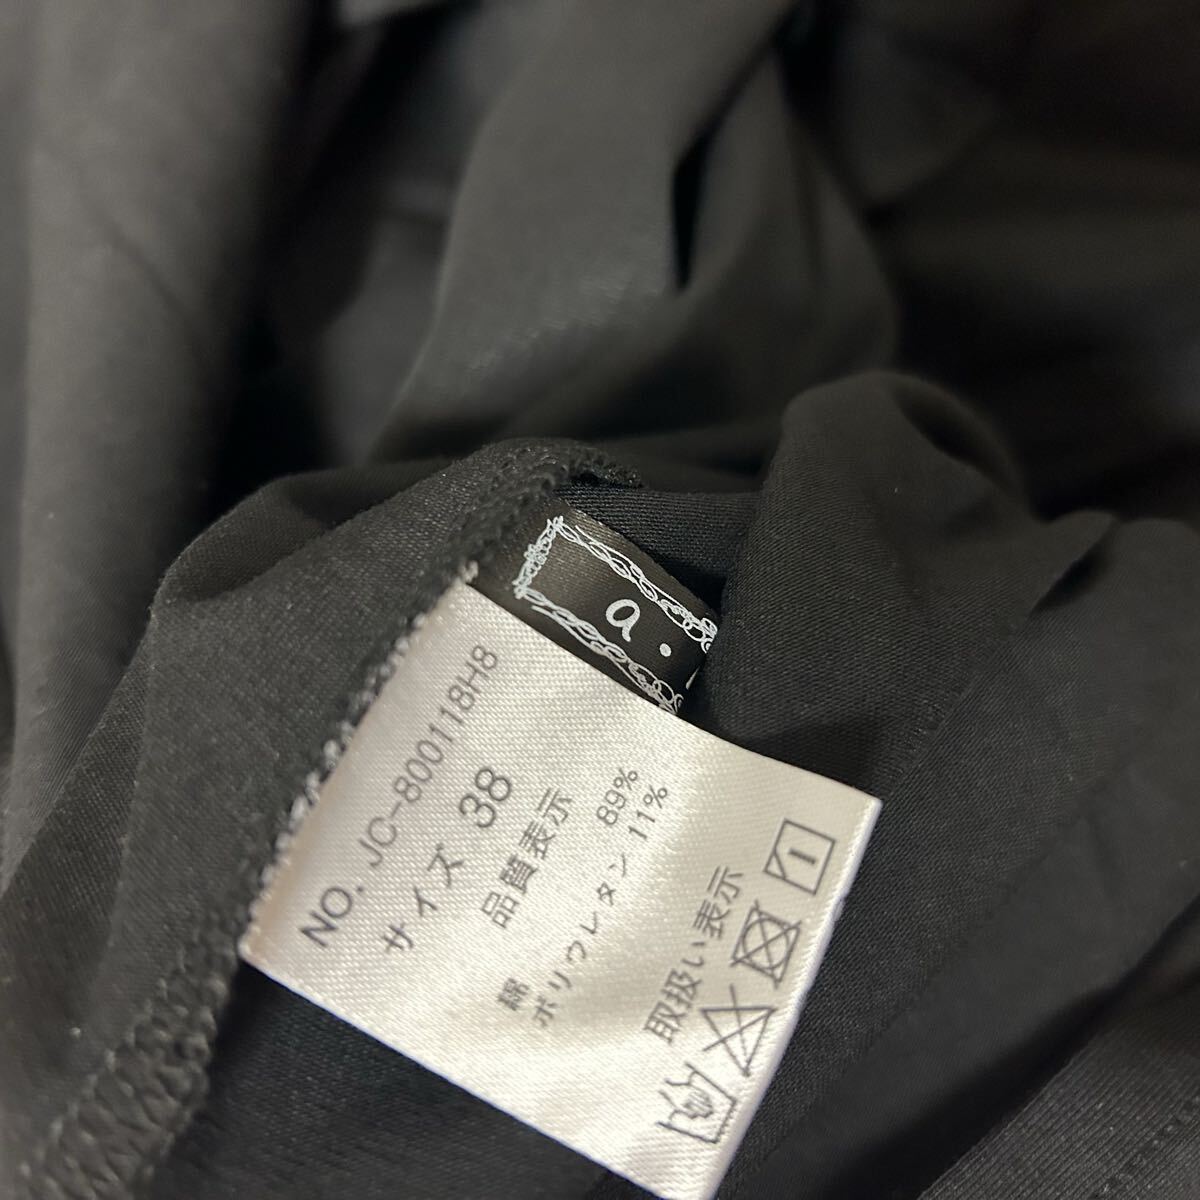 a.
NO. JC-800118H8
サイズ 38
品質表示
綿 89%
ポリウレタン 11%
取扱い表示